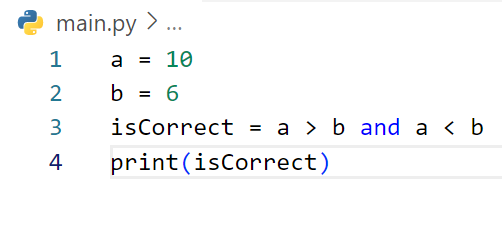 main.py > ...
1 a = 10
2 b = 6
3 isCorrect = a > b and a < b
4 print(isCorrect)